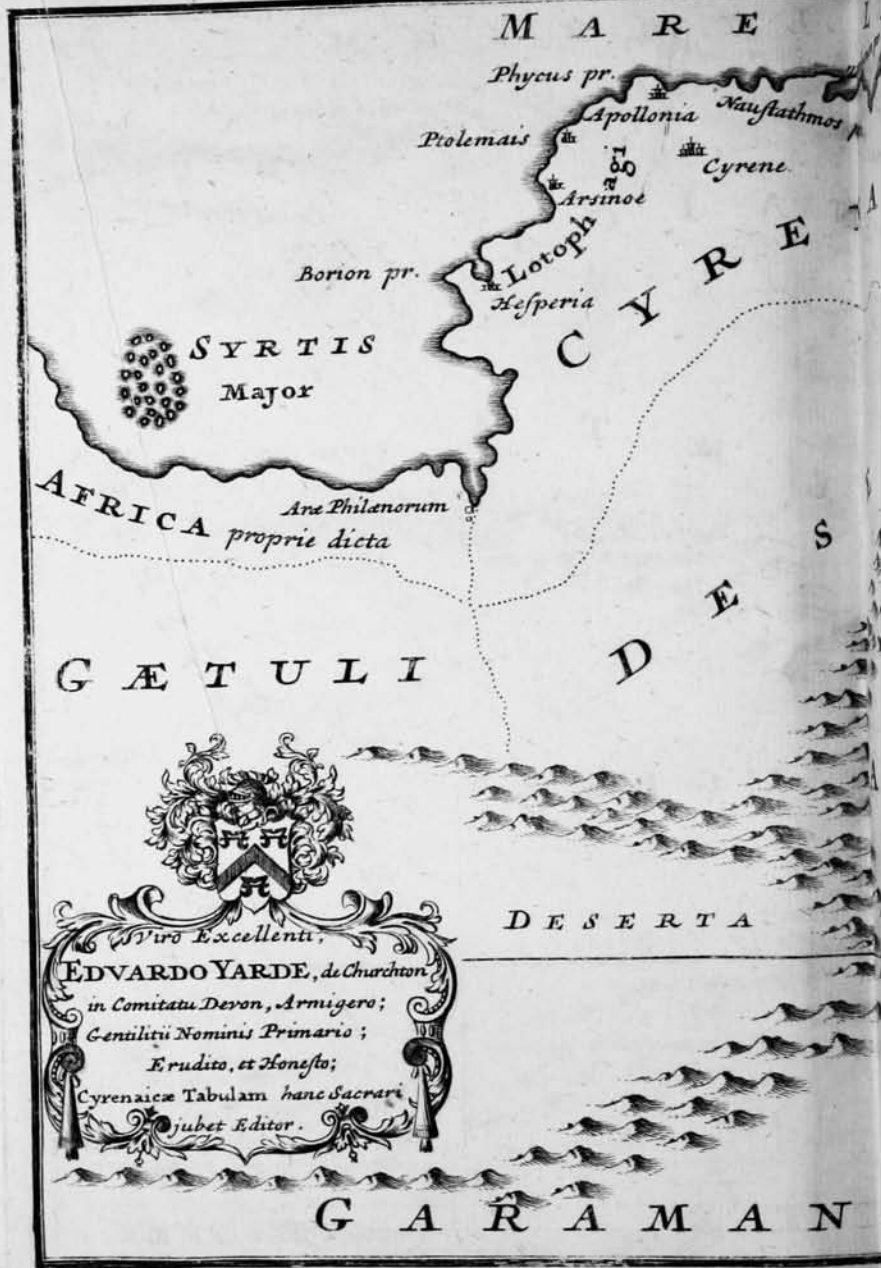 MARE
Phycus pr.
Apollonia
Nauſtathmos
Ptolemais
Cyrene.
Arsinoe
Lotophagi
Borion pr.
Heſperia
CYRE
SYRTIS
Major
AFRICA proprie dicta
Aræ Philænorum
DES
GÆTULI
DESERTA
Viro Excellenti,
EDVARDO YARDE, de Churchton
in Comitatu Devon, Armigero;
Gentilitii Nominis Primario;
Erudito, et Honeſto;
Cyrenaicæ Tabulam hanc Sacrari
jubet Editor.
GARAMAN